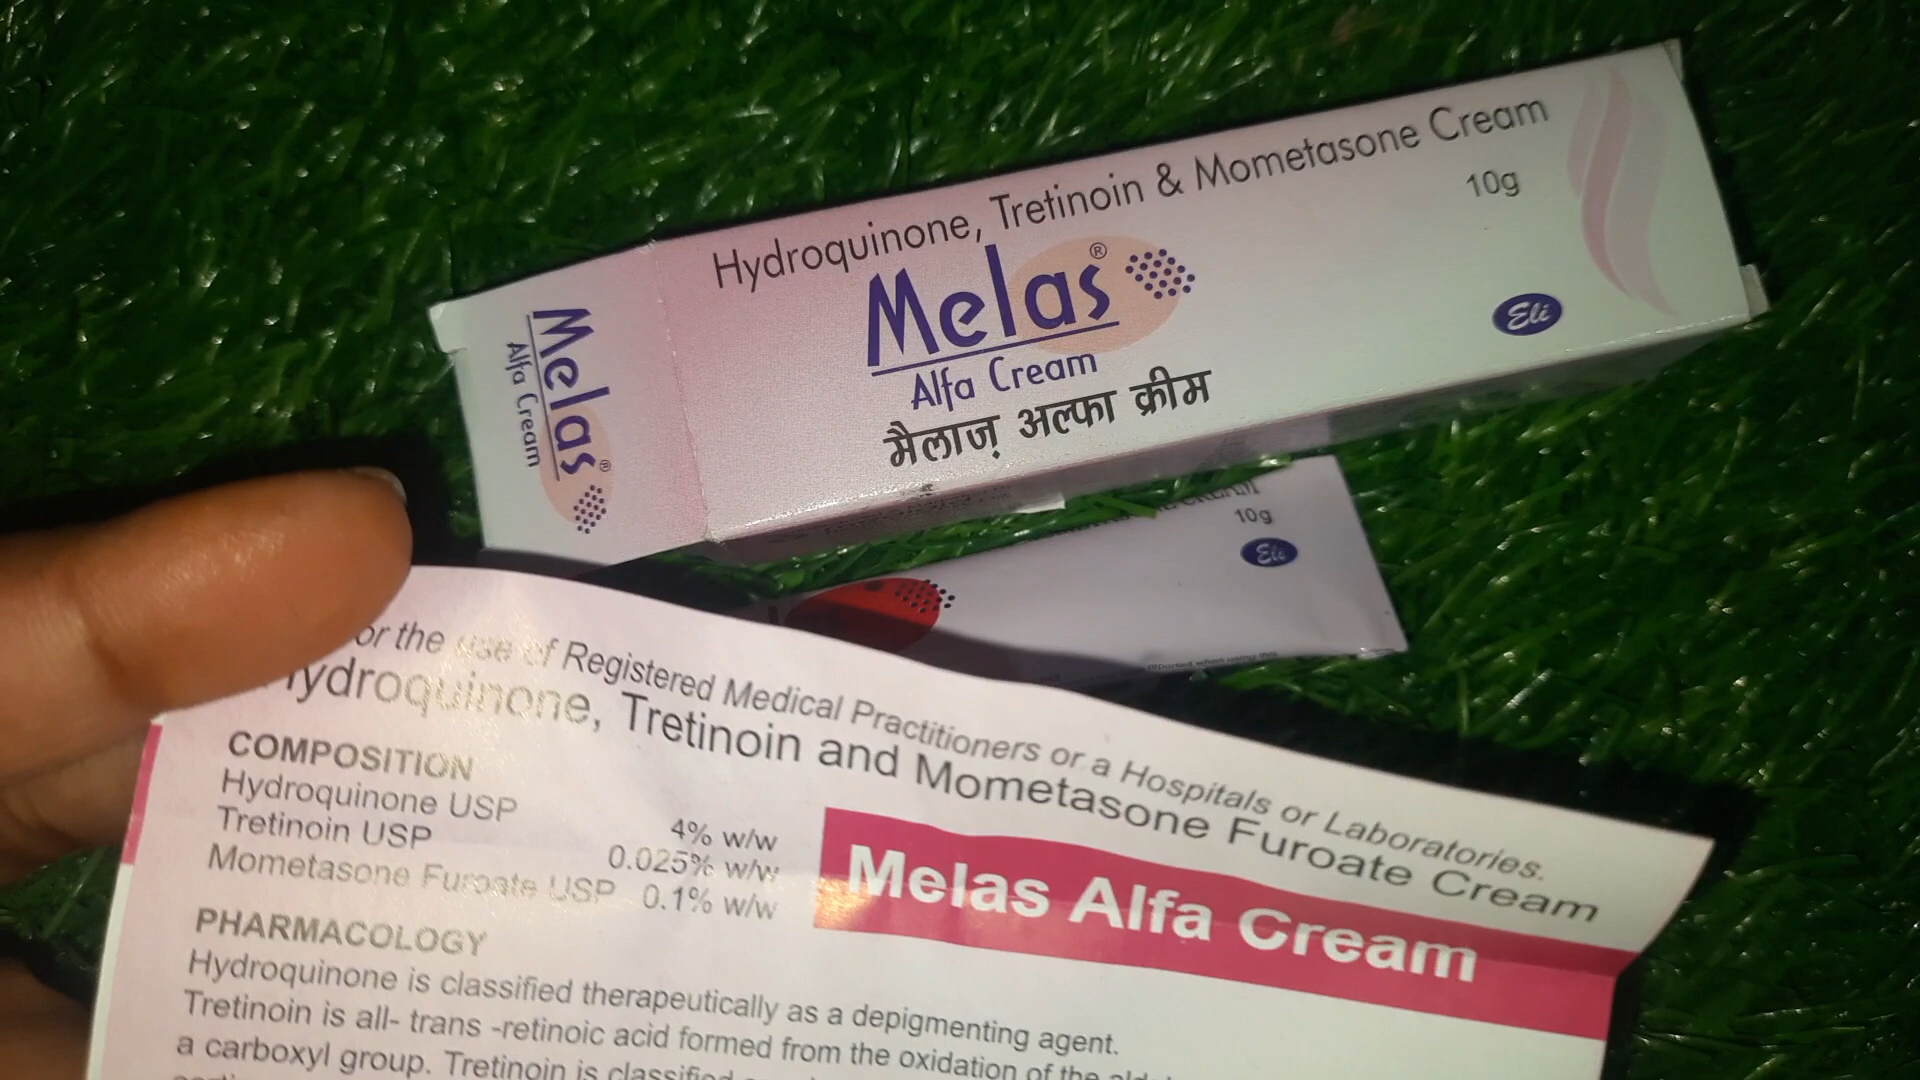 Hydroquinone, Tretinoin & Mometasone Cream
10g
Melas®
Alfa Cream
मैलाज़ अल्फा क्रीम
Eli
Melas®
Alfa Cream
10g
Eli
or the use of Registered Medical Practitioners or a Hospitals or Laboratories.
ydroquinone, Tretinoin and Mometasone Furoate Cream
COMPOSITION
Hydroquinone USP 4% w/w
Tretinoin USP 0.025% w/w
Mometasone Furoate USP 0.1% w/w
Melas Alfa Cream
PHARMACOLOGY
Hydroquinone is classified therapeutically as a depigmenting agent.
Tretinoin is all- trans -retinoic acid formed from the oxidation of the
a carboxyl group. Tretinoin is